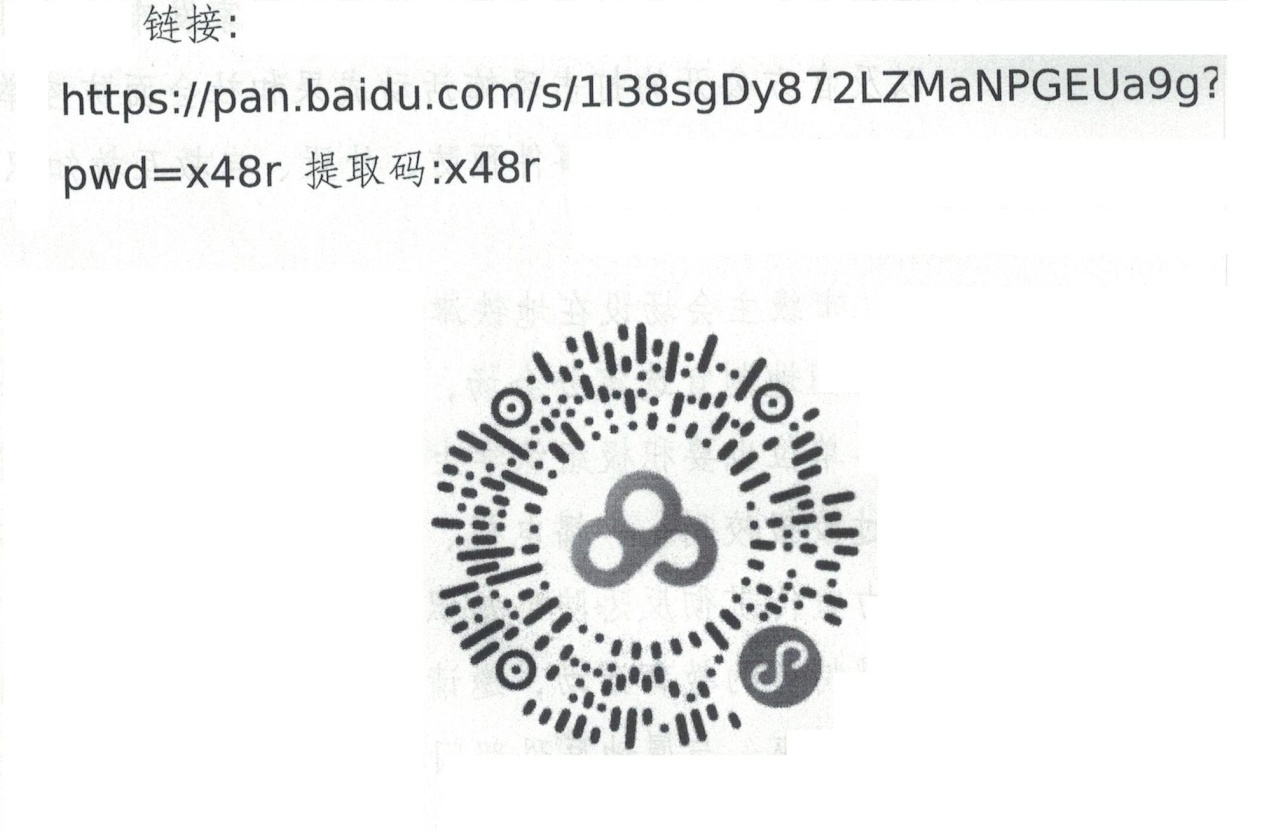 链接:
https://pan.baidu.com/s/1l38sgDy872LZMaNPGEUa9g?
pwd=x48r 提取码:x48r